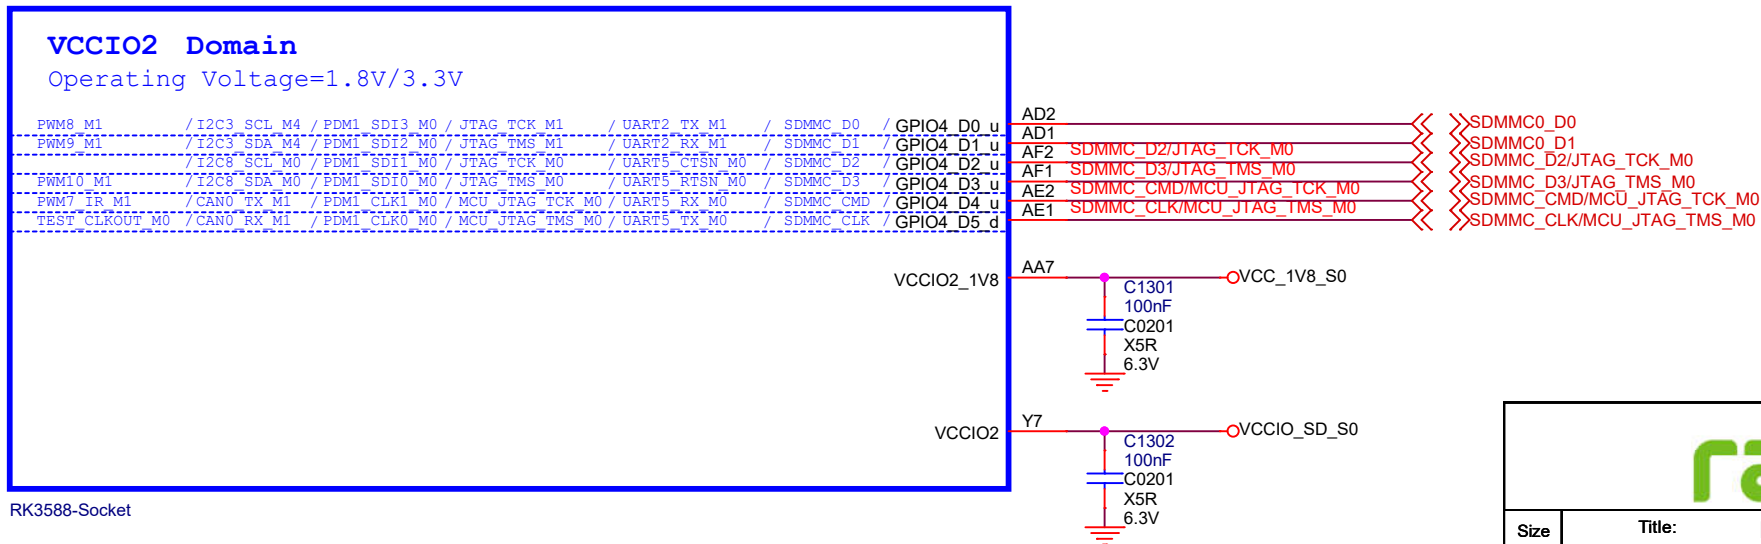 VCCIO2 Domain
Operating Voltage=1.8V/3.3V
PWM8_M1 /I2C3_SCL_M4 /PDM1_SDI3_M0 /JTAG_TCK_M1 /UART2_TX_M1 / SDMMC_D0 / GPIO4_D0_u AD2 SDMMC0_D0
PWM9_M1 /I2C3_SDA_M4 /PDM1_SDI2_M0 /JTAG_TMS_M1 /UART2_RX_M1 / SDMMC_D1 / GPIO4_D1_u AD1 SDMMC0_D1
/I2C8_SCL_M0 /PDM1_SDI1_M0 /JTAG_TCK_M0 /UART5_CTSN_M0 / SDMMC_D2 / GPIO4_D2_u AF2 SDMMC_D2/JTAG_TCK_M0 SDMMC_D2/JTAG_TCK_M0
PWM10_M1 /I2C8_SDA_M0 /PDM1_SDI0_M0 /JTAG_TMS_M0 /UART5_RTSN_M0 / SDMMC_D3 / GPIO4_D3_u AF1 SDMMC_D3/JTAG_TMS_M0 SDMMC_D3/JTAG_TMS_M0
PWM7_IR_M1 /CAN0_TX_M1 /PDM1_CLK1_M0 /MCU_JTAG_TCK_M0 /UART5_RX_M0 / SDMMC_CMD / GPIO4_D4_u AE2 SDMMC_CMD/MCU_JTAG_TCK_M0 SDMMC_CMD/MCU_JTAG_TCK_M0
TEST_CLKOUT_M0 /CAN0_RX_M1 /PDM1_CLK0_M0 /MCU_JTAG_TMS_M0 /UART5_TX_M0 / SDMMC_CLK / GPIO4_D5_d AE1 SDMMC_CLK/MCU_JTAG_TMS_M0 SDMMC_CLK/MCU_JTAG_TMS_M0
VCCIO2_1V8 AA7 VCC_1V8_S0
C1301
100nF
C0201
X5R
6.3V
VCCIO2 Y7 VCCIO_SD_S0
C1302
100nF
C0201
X5R
6.3V
RK3588-Socket
Size Title: